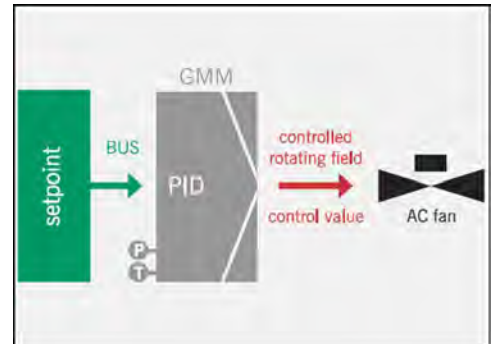 GMM
setpoint
BUS
PID
controlled
rotating field
control value
AC fan
P
T